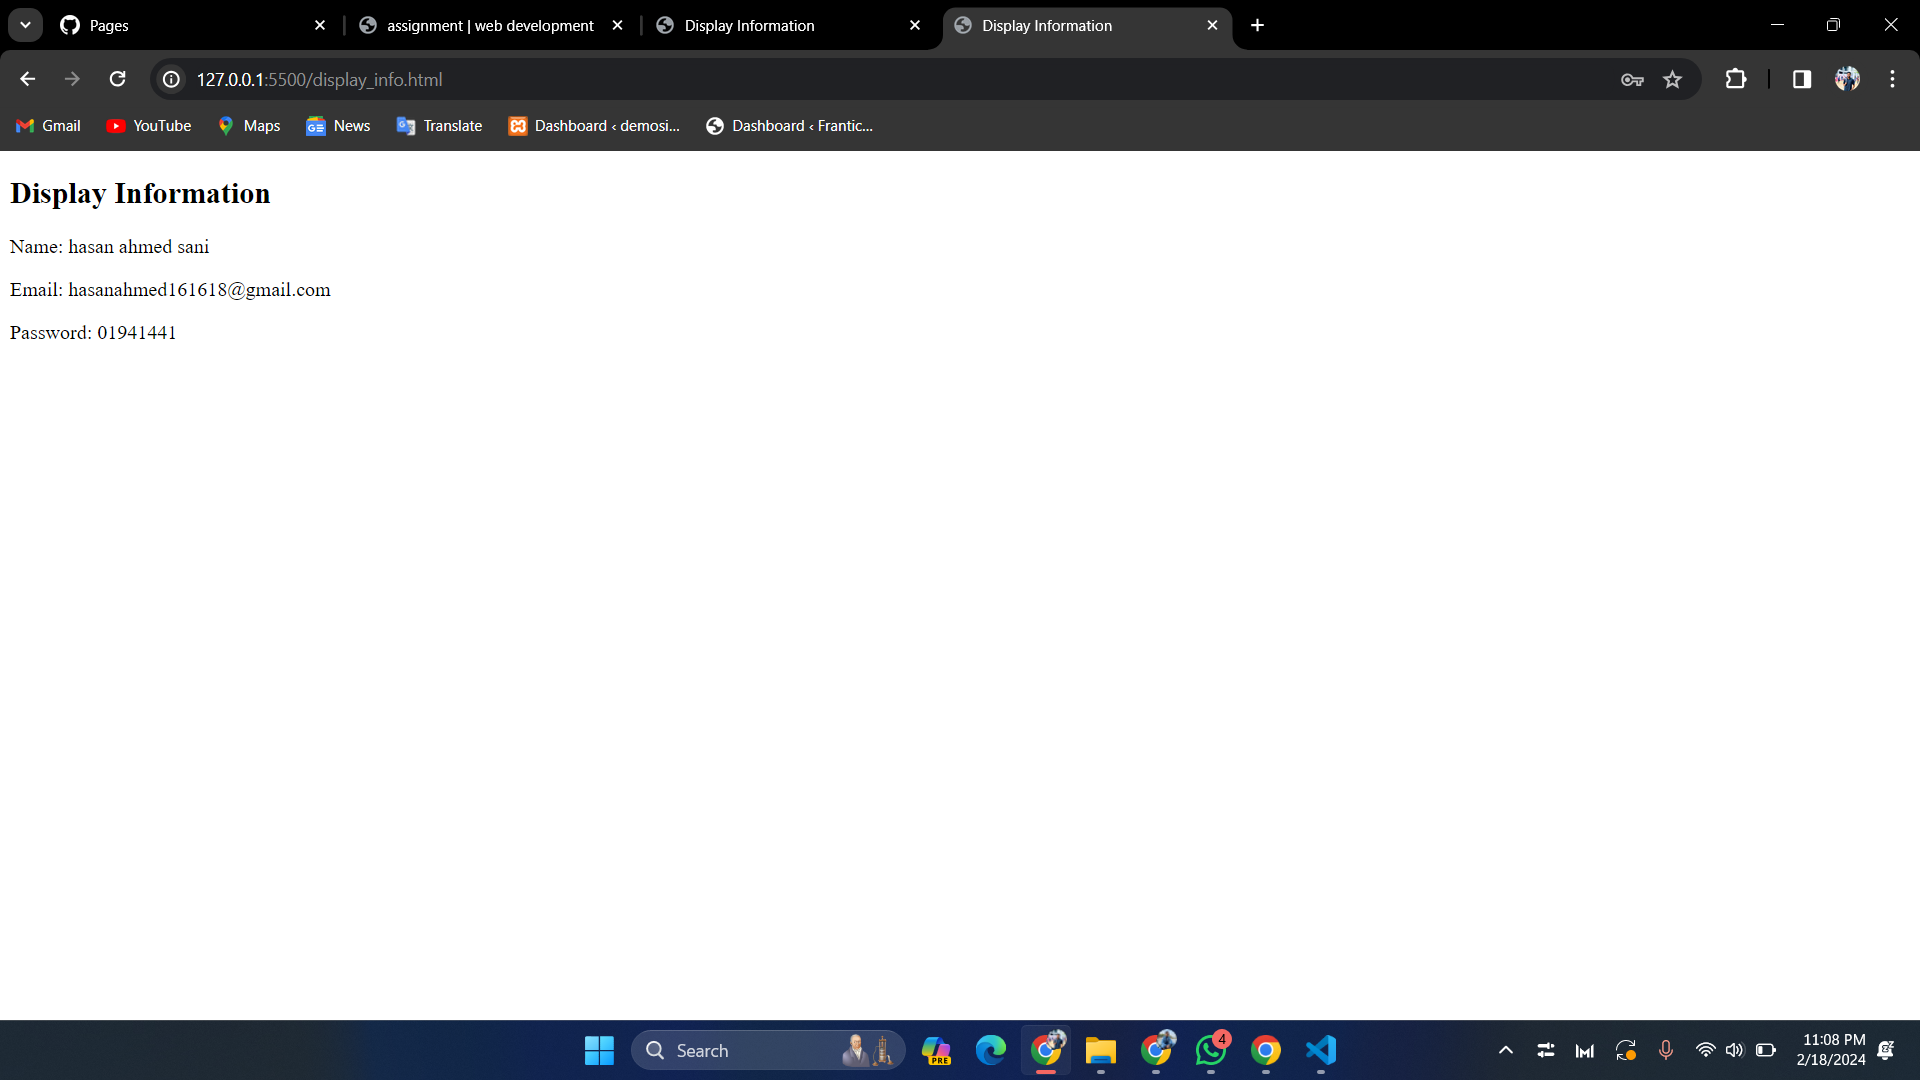 Pages
assignment | web development
Display Information
Display Information
127.0.0.1:5500/display_info.html
Gmail
YouTube
Maps
News
Translate
Dashboard ‹ demosi...
Dashboard ‹ Frantic...
Display Information
Name: hasan ahmed sani
Email: hasanahmed161618@gmail.com
Password: 01941441
Search
PRE
4
11:08 PM
2/18/2024